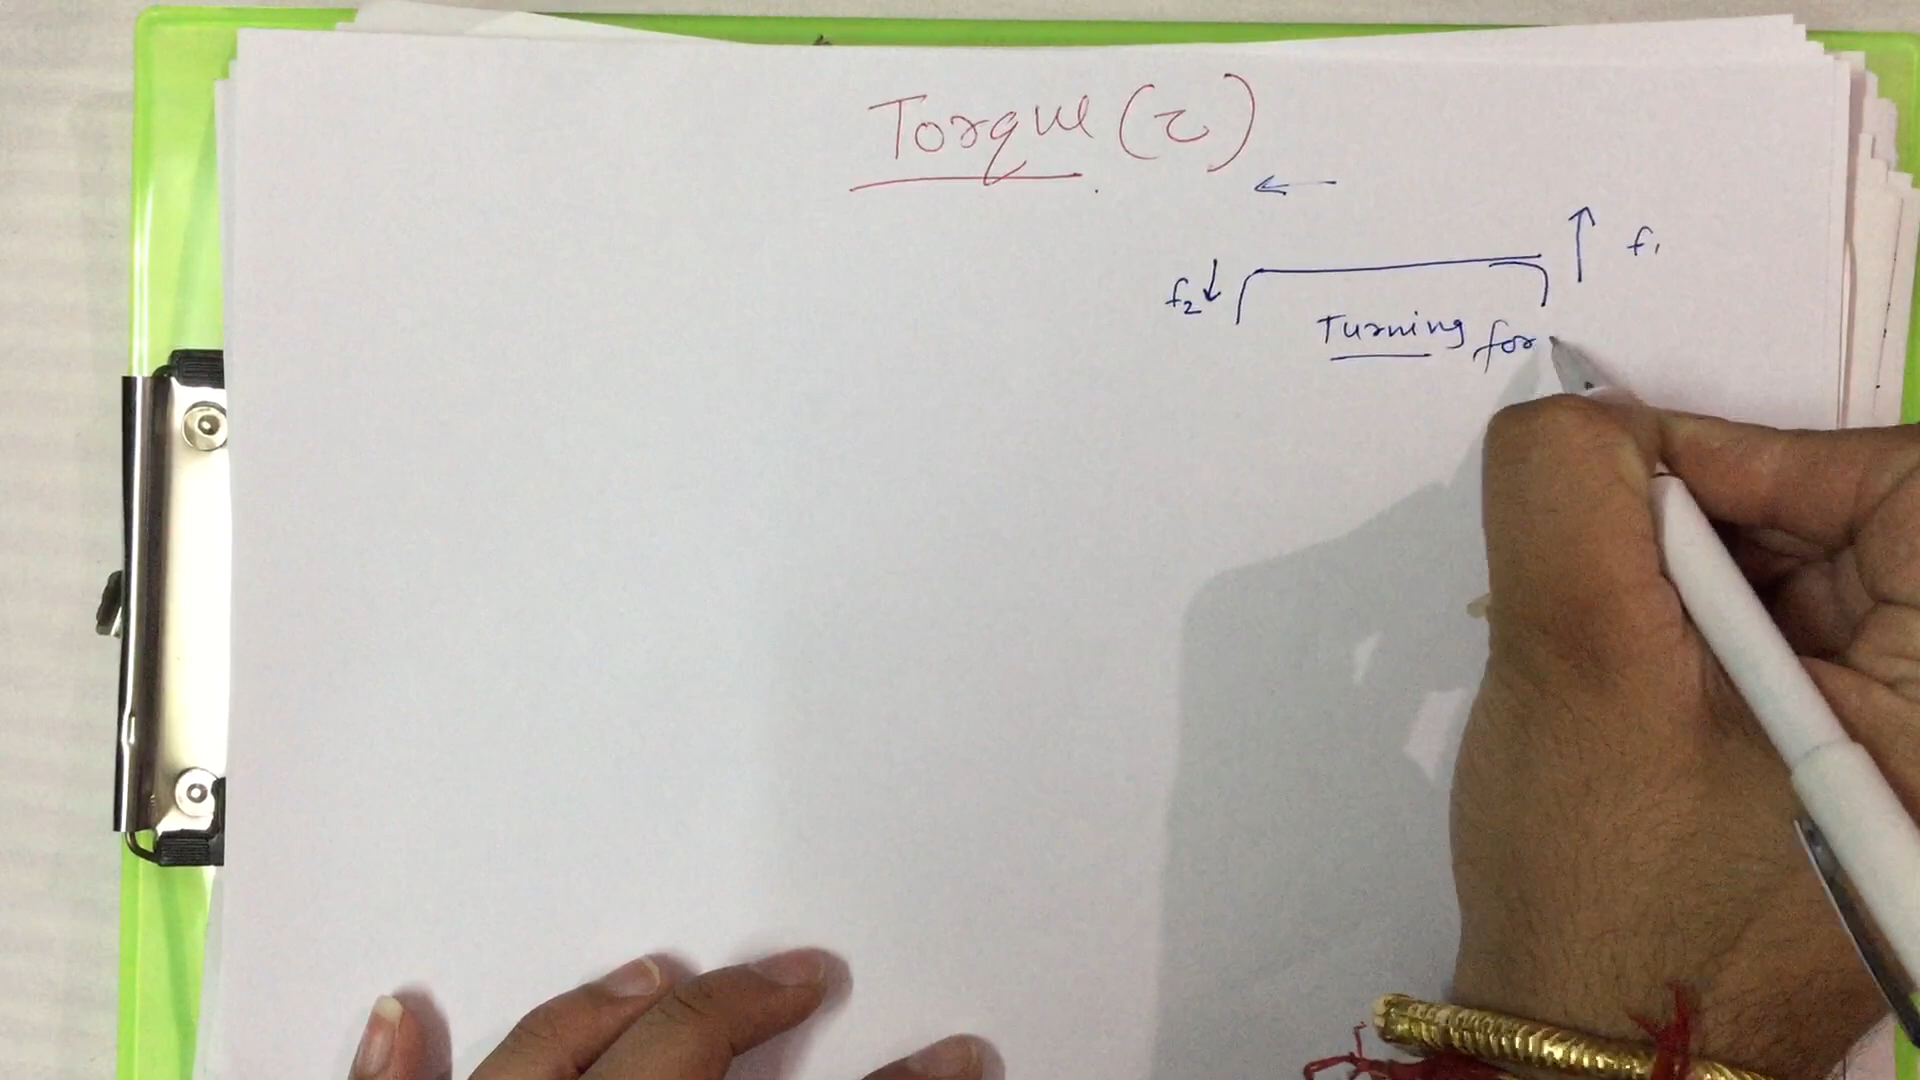 Torque (τ)
f₁
f₂
Turning for